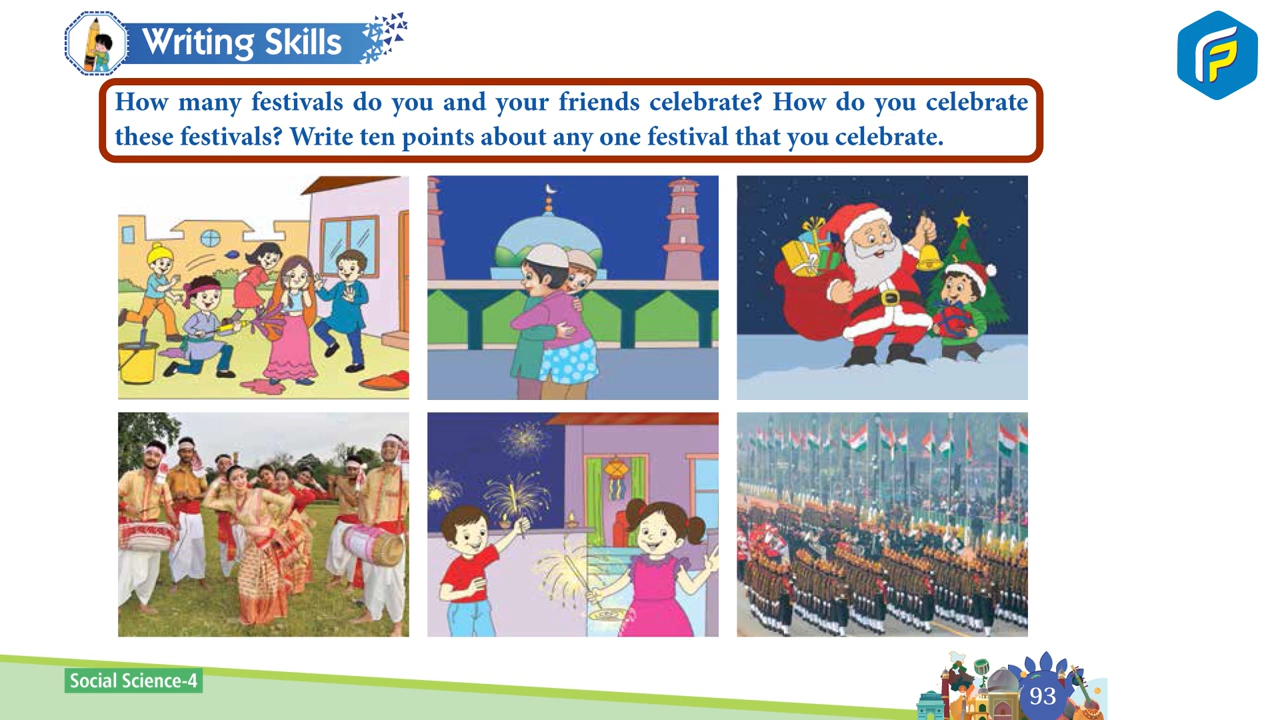 Writing Skills
How many festivals do you and your friends celebrate? How do you celebrate
these festivals? Write ten points about any one festival that you celebrate.
Social Science-4
93